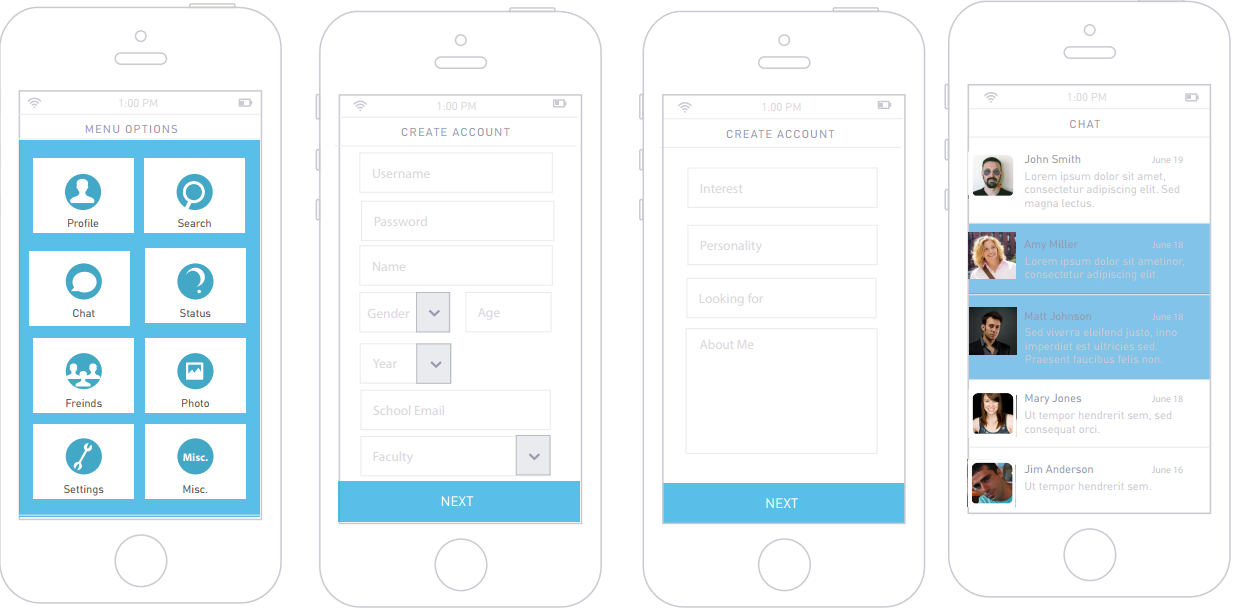 1:00 PM
MENU OPTIONS
Profile
Search
Chat
Status
Freinds
Photo
Settings
Misc.
Misc.
1:00 PM
CREATE ACCOUNT
Username
Password
Name
Gender
Age
Year
School Email
Faculty
NEXT
1:00 PM
CREATE ACCOUNT
Interest
Personality
Looking for
About Me
NEXT
1:00 PM
CHAT
John Smith June 19
Lorem ipsum dolor sit amet,
consectetur adipiscing elit. Sed
magna lectus.
Amy Miller June 18
Lorem ipsum dolor sit ametinor,
consectetur adipiscing elit.
Matt Johnson June 18
Sed viverra eleifend justo, inno
imperdiet est ultricies sed.
Praesent faucibus felis non.
Mary Jones June 18
Ut tempor hendrerit sem, sed
consequat orci.
Jim Anderson June 16
Ut tempor hendrerit sem.